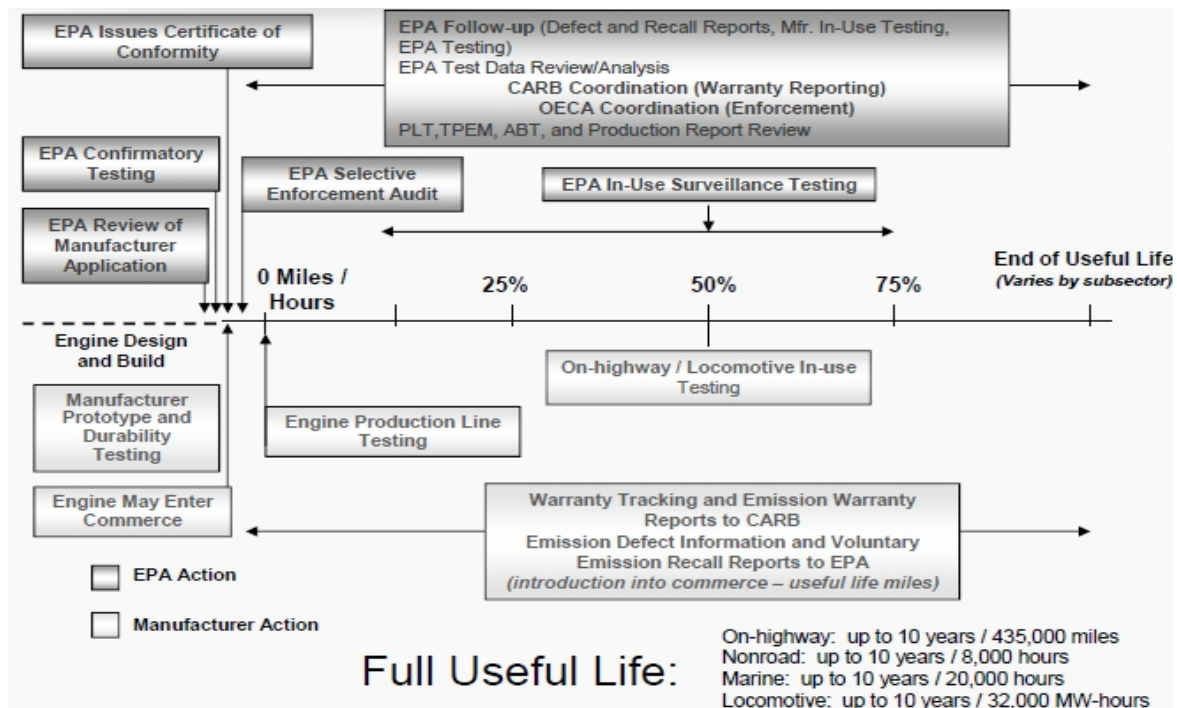 EPA Issues Certificate of
Conformity
EPA Follow-up (Defect and Recall Reports, Mfr. In-Use Testing,
EPA Testing)
EPA Test Data Review/Analysis
CARB Coordination (Warranty Reporting)
OECA Coordination (Enforcement)
PLT,TPEM, ABT, and Production Report Review
EPA Confirmatory
Testing
EPA Selective
Enforcement Audit
EPA In-Use Surveillance Testing
EPA Review of
Manufacturer
Application
0 Miles /
Hours
25%
50%
75%
End of Useful Life
(Varies by subsector)
Engine Design
and Build
Manufacturer
Prototype and
Durability
Testing
Engine Production Line
Testing
On-highway / Locomotive In-use
Testing
Engine May Enter
Commerce
Warranty Tracking and Emission Warranty
Reports to CARB
Emission Defect Information and Voluntary
Emission Recall Reports to EPA
(introduction into commerce – useful life miles)
EPA Action
Manufacturer Action
Full Useful Life:
On-highway: up to 10 years / 435,000 miles
Nonroad: up to 10 years / 8,000 hours
Marine: up to 10 years / 20,000 hours
Locomotive: up to 10 years / 32,000 MW-hours